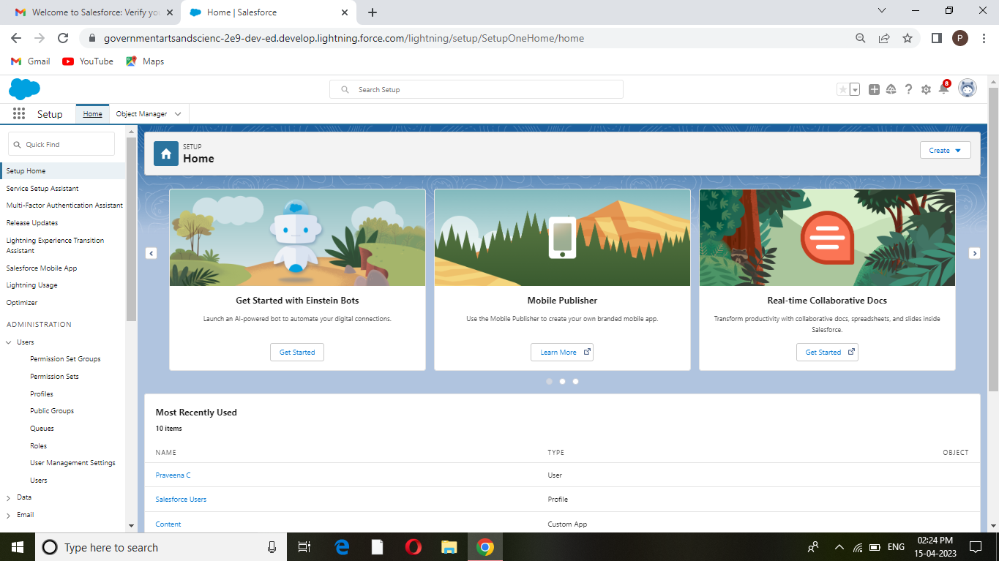 Welcome to Salesforce: Verify yo
Home | Salesforce
governmentartsandscienc-2e9-dev-ed.develop.lightning.force.com/lightning/setup/SetupOneHome/home
P
Gmail
YouTube
Maps
Search Setup
8
Setup
Home
Object Manager
Quick Find
Setup Home
Service Setup Assistant
Multi-Factor Authentication Assistant
Release Updates
Lightning Experience Transition
Assistant
Salesforce Mobile App
Lightning Usage
Optimizer
ADMINISTRATION
Users
Permission Set Groups
Permission Sets
Profiles
Public Groups
Queues
Roles
User Management Settings
Users
Data
Email
SETUP
Home
Create
Get Started with Einstein Bots
Launch an AI-powered bot to automate your digital connections.
Get Started
Mobile Publisher
Use the Mobile Publisher to create your own branded mobile app.
Learn More
Real-time Collaborative Docs
Transform productivity with collaborative docs, spreadsheets, and slides inside
Salesforce.
Get Started
Most Recently Used
10 items
NAME TYPE OBJECT
Praveena C User
Salesforce Users Profile
Content Custom App
Type here to search
ENG
02:24 PM
15-04-2023